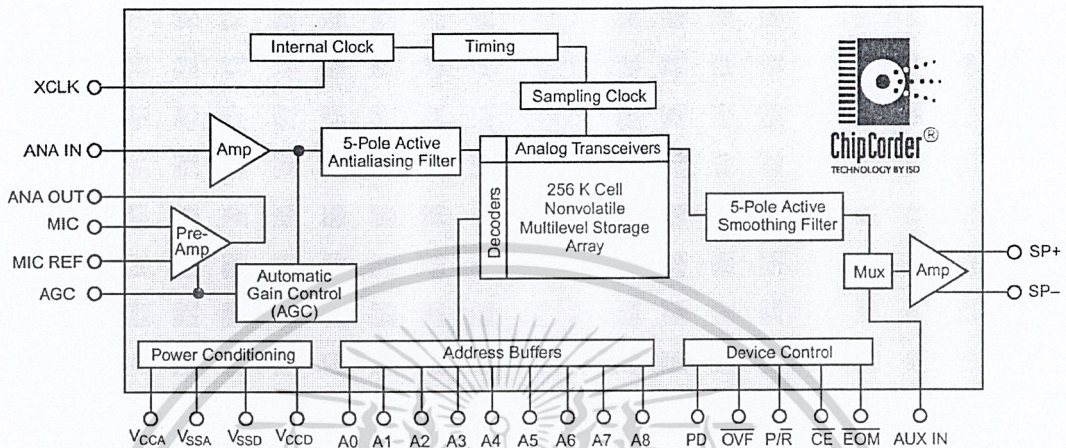 Internal Clock
Timing
XCLK
Sampling Clock
ChipCorder®
TECHNOLOGY BY ISD
ANA IN
Amp
5-Pole Active
Antialiasing Filter
Analog Transceivers
Decoders
256 K Cell
Nonvolatile
Multilevel Storage
Array
ANA OUT
MIC
Pre-
Amp
MIC REF
AGC
Automatic
Gain Control
(AGC)
5-Pole Active
Smoothing Filter
Mux
Amp
SP+
SP–
Power Conditioning
Address Buffers
Device Control
VCCA VSSA VSSD VCCD A0 A1 A2 A3 A4 A5 A6 A7 A8 PD O̅V̅F̅ P/R̅ C̅E̅ E̅O̅M̅ AUX IN